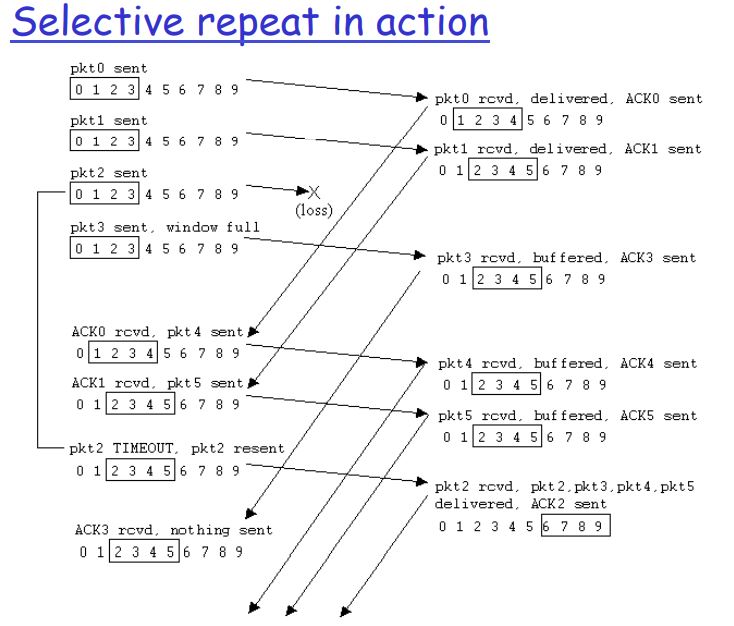 Selective repeat in action
pkt0 sent
0 1 2 3 4 5 6 7 8 9
pkt1 sent
0 1 2 3 4 5 6 7 8 9
pkt2 sent
0 1 2 3 4 5 6 7 8 9
X
(loss)
pkt3 sent, window full
0 1 2 3 4 5 6 7 8 9
ACK0 rcvd, pkt4 sent
0 1 2 3 4 5 6 7 8 9
ACK1 rcvd, pkt5 sent
0 1 2 3 4 5 6 7 8 9
pkt2 TIMEOUT, pkt2 resent
0 1 2 3 4 5 6 7 8 9
ACK3 rcvd, nothing sent
0 1 2 3 4 5 6 7 8 9
pkt0 rcvd, delivered, ACK0 sent
0 1 2 3 4 5 6 7 8 9
pkt1 rcvd, delivered, ACK1 sent
0 1 2 3 4 5 6 7 8 9
pkt3 rcvd, buffered, ACK3 sent
0 1 2 3 4 5 6 7 8 9
pkt4 rcvd, buffered, ACK4 sent
0 1 2 3 4 5 6 7 8 9
pkt5 rcvd, buffered, ACK5 sent
0 1 2 3 4 5 6 7 8 9
pkt2 rcvd, pkt2,pkt3,pkt4,pkt5
delivered, ACK2 sent
0 1 2 3 4 5 6 7 8 9